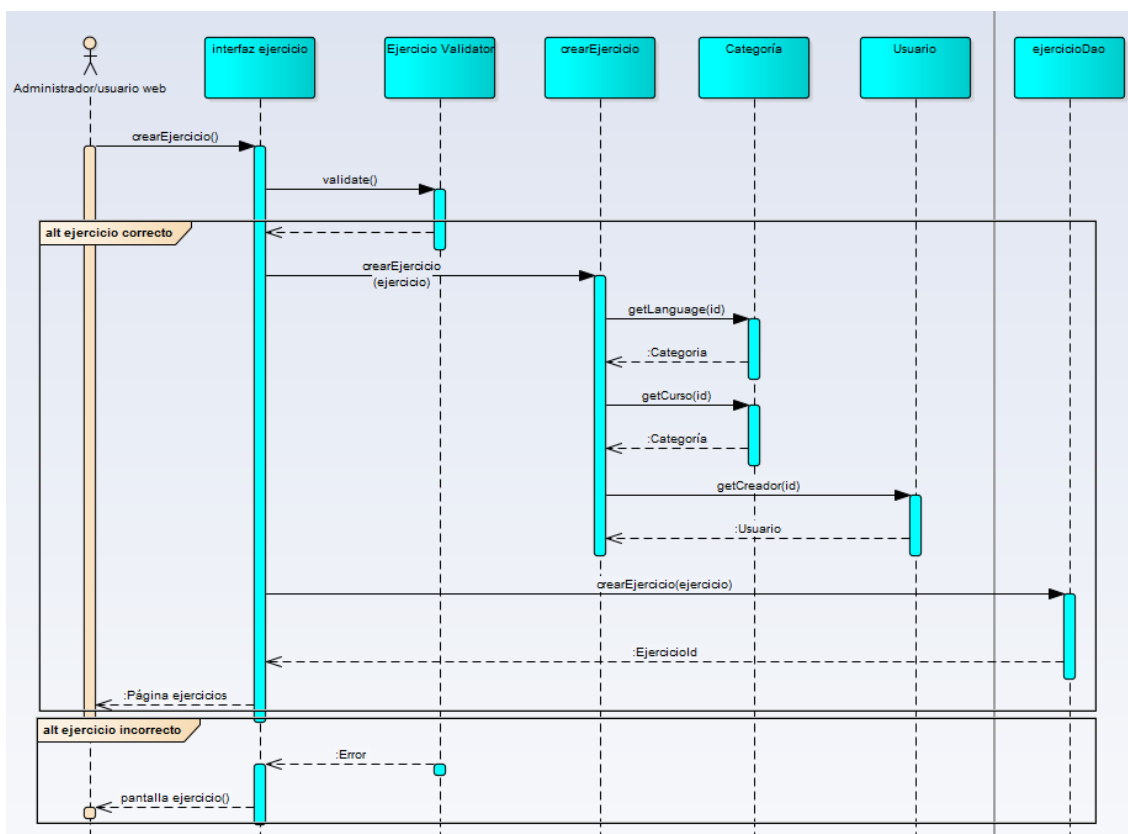 interfaz ejercicio
Ejercicio Validator
crearEjercicio
Categoría
Usuario
ejercicioDao
Administrador/usuario web
crearEjercicio()
validate()
alt ejercicio correcto
crearEjercicio
(ejercicio)
getLanguage(id)
:Categoria
getCurso(id)
:Categoría
getCreador(id)
:Usuario
crearEjercicio(ejercicio)
:EjercicioId
:Página ejercicios
alt ejercicio incorrecto
:Error
pantalla ejercicio()